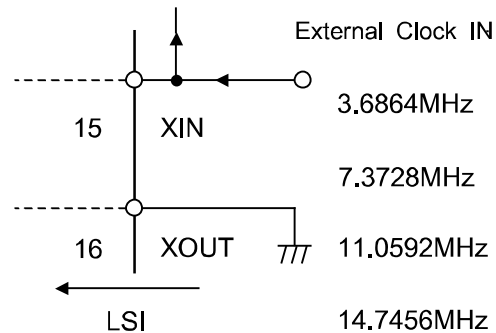 External Clock IN
3.6864MHz
15 XIN
7.3728MHz
16 XOUT 11.0592MHz
LSI 14.7456MHz